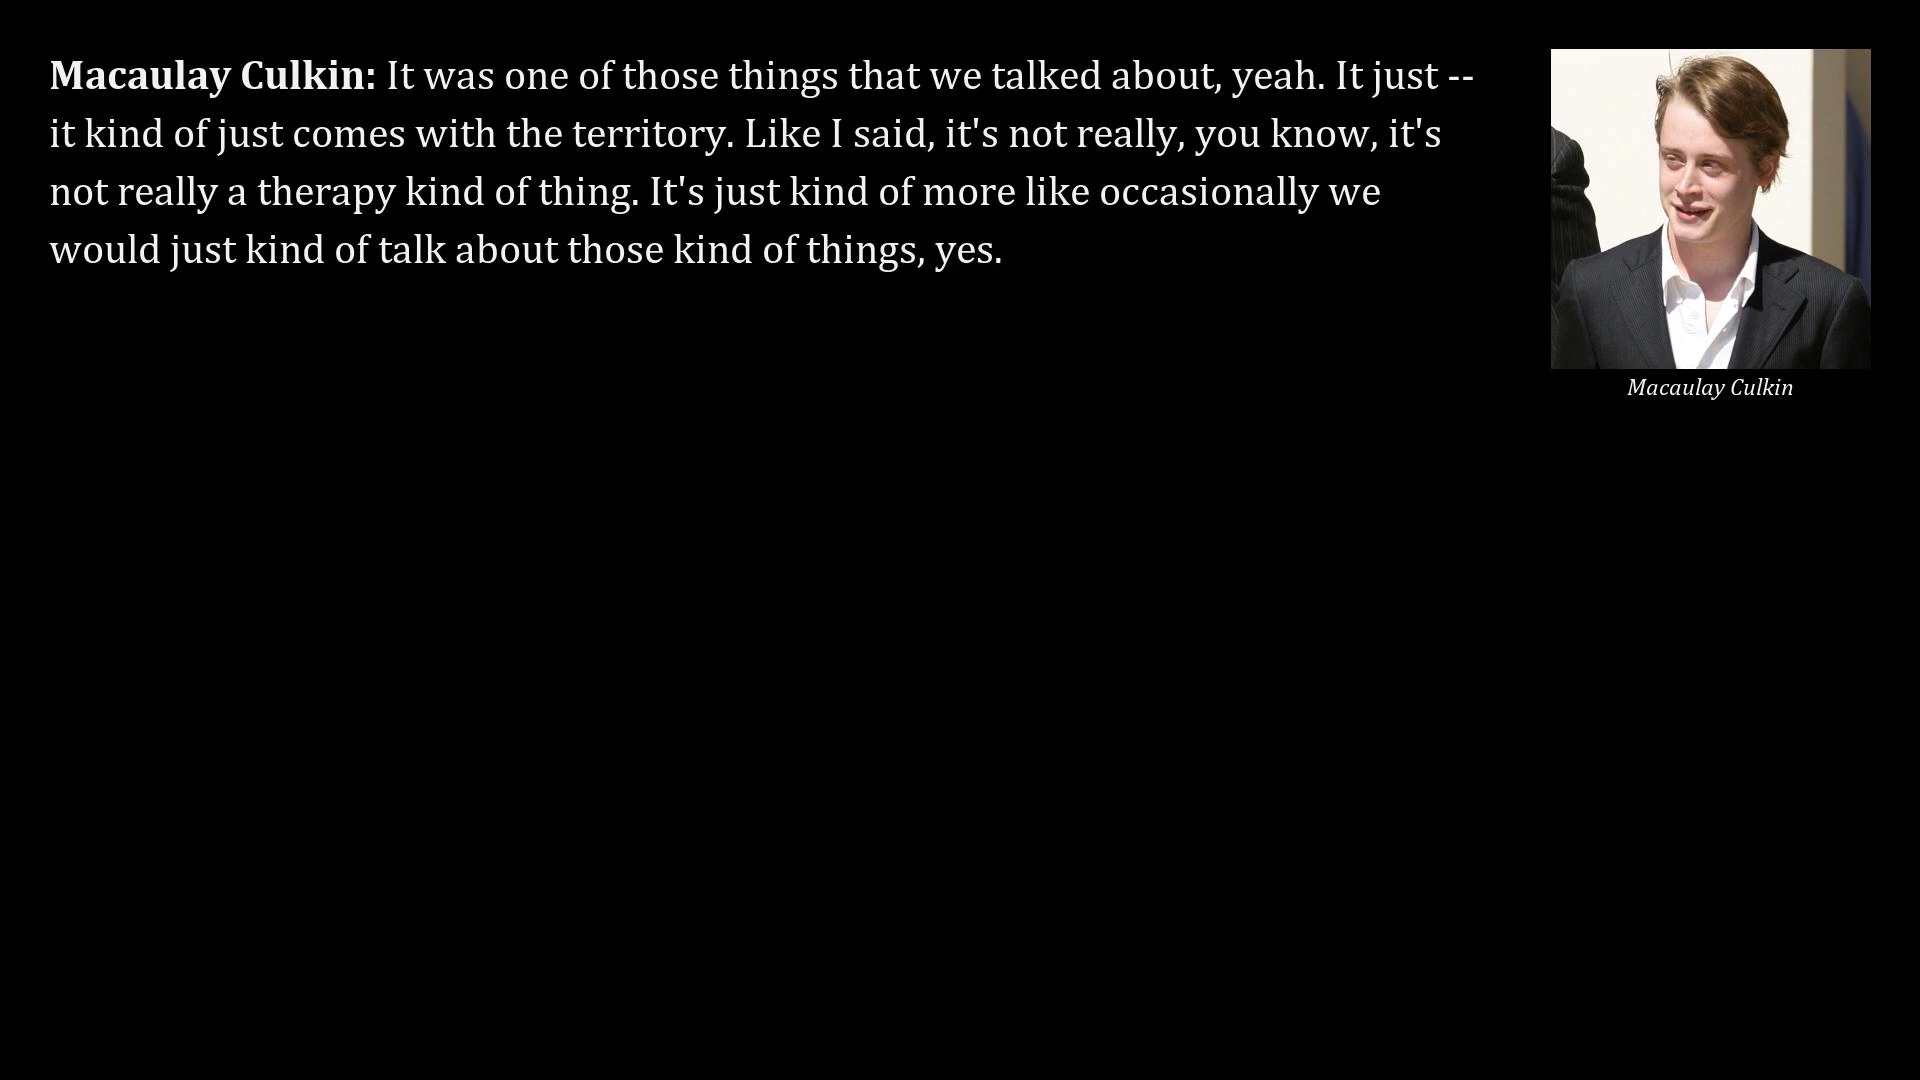 Macaulay Culkin: It was one of those things that we talked about, yeah. It just --
it kind of just comes with the territory. Like I said, it's not really, you know, it's
not really a therapy kind of thing. It's just kind of more like occasionally we
would just kind of talk about those kind of things, yes.
Macaulay Culkin